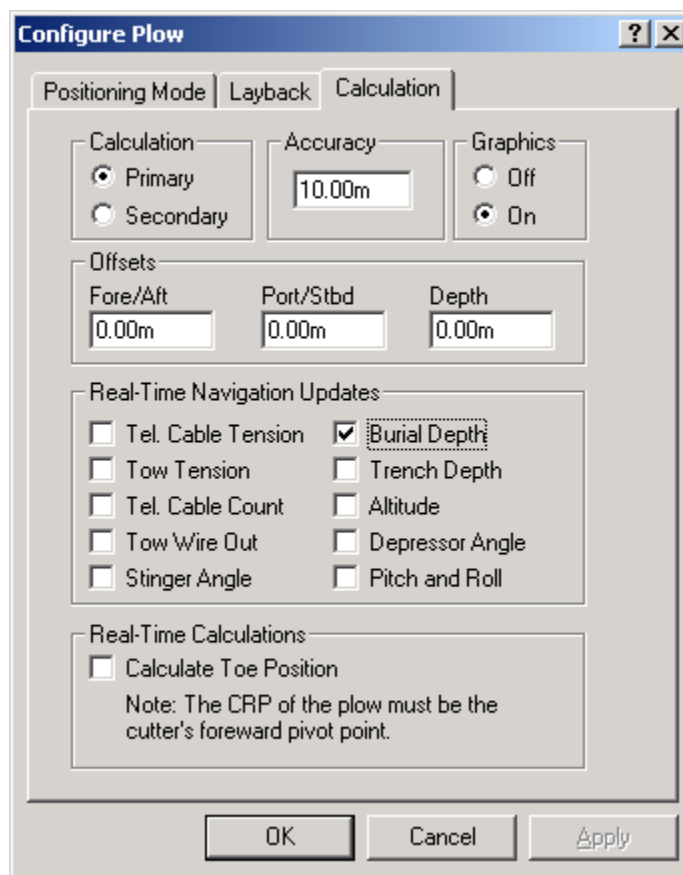 Configure Plow
Positioning Mode Layback Calculation
Calculation Accuracy Graphics
Primary 10.00m Off
Secondary On
Offsets
Fore/Aft Port/Stbd Depth
0.00m 0.00m 0.00m
Real-Time Navigation Updates
Tel. Cable Tension Burial Depth
Tow Tension Trench Depth
Tel. Cable Count Altitude
Tow Wire Out Depressor Angle
Stinger Angle Pitch and Roll
Real-Time Calculations
Calculate Toe Position
Note: The CRP of the plow must be the
cutter's foreward pivot point.
OK Cancel Apply